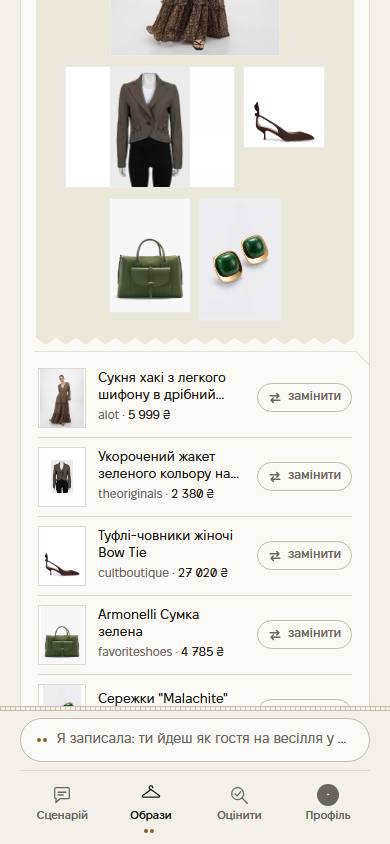 Сукня хакі з легкого
шифону в дрібний...
alot · 5 999 ₴
замінити
Укорочений жакет
зеленого кольору на...
theoriginals · 2 380 ₴
замінити
Туфлі-човники жіночі
Bow Tie
cultboutique · 27 020 ₴
замінити
Armonelli Сумка
зелена
favoriteshoes · 4 785 ₴
замінити
Сережки "Malachite"
Я записала: ти йдеш як гостя на весілля у ...
Сценарій
Образи
Оцінити
Профіль